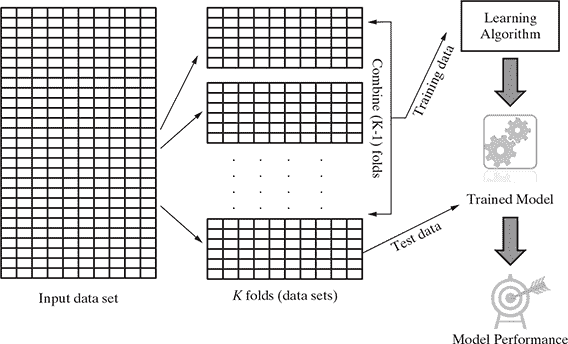 Learning
Algorithm
Training data
Combine (K-1) folds
Trained Model
Test data
Input data set
K folds (data sets)
Model Performance